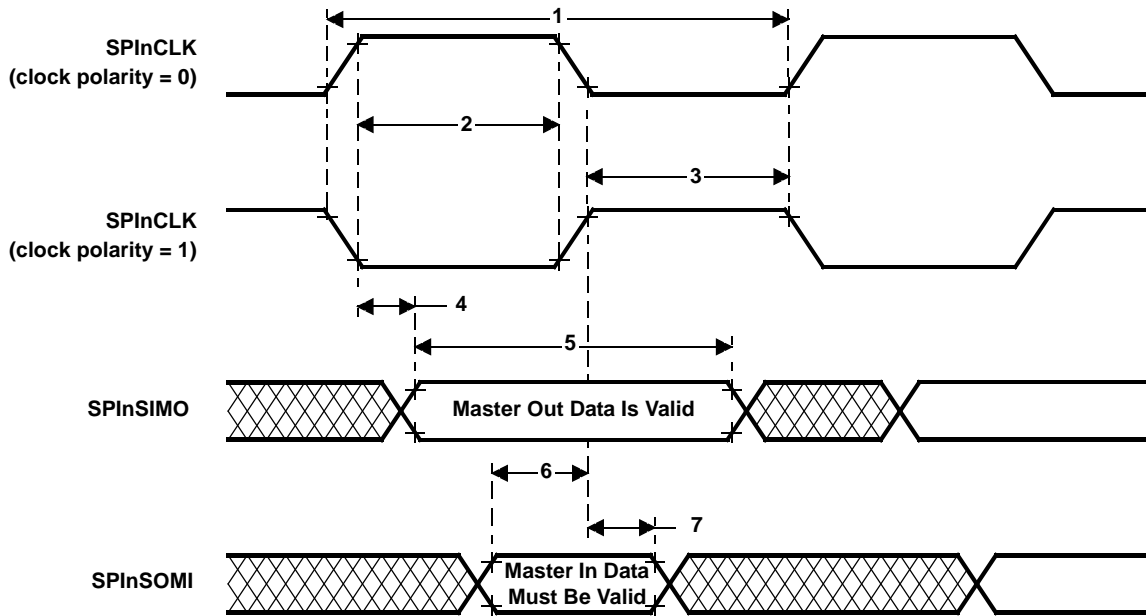 1
SPInCLK
(clock polarity = 0)
2
3
SPInCLK
(clock polarity = 1)
4
5
SPInSIMO
Master Out Data Is Valid
6
7
SPInSOMI
Master In Data
Must Be Valid